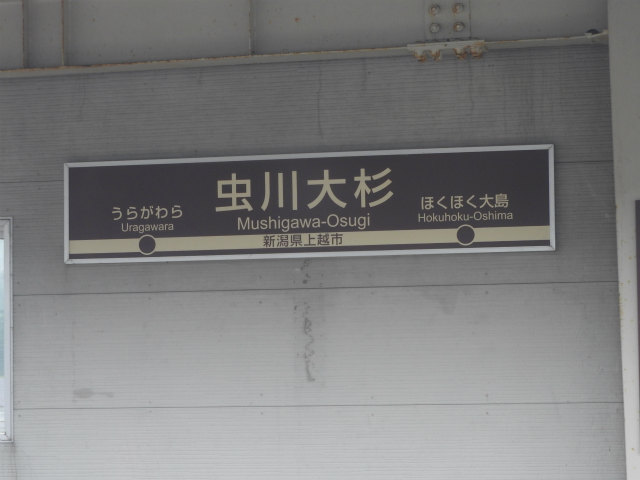 虫川大杉
Mushigawa-Osugi
うらがわら
Uragawara
ほくほく大島
Hokuhoku-Oshima
新潟県上越市